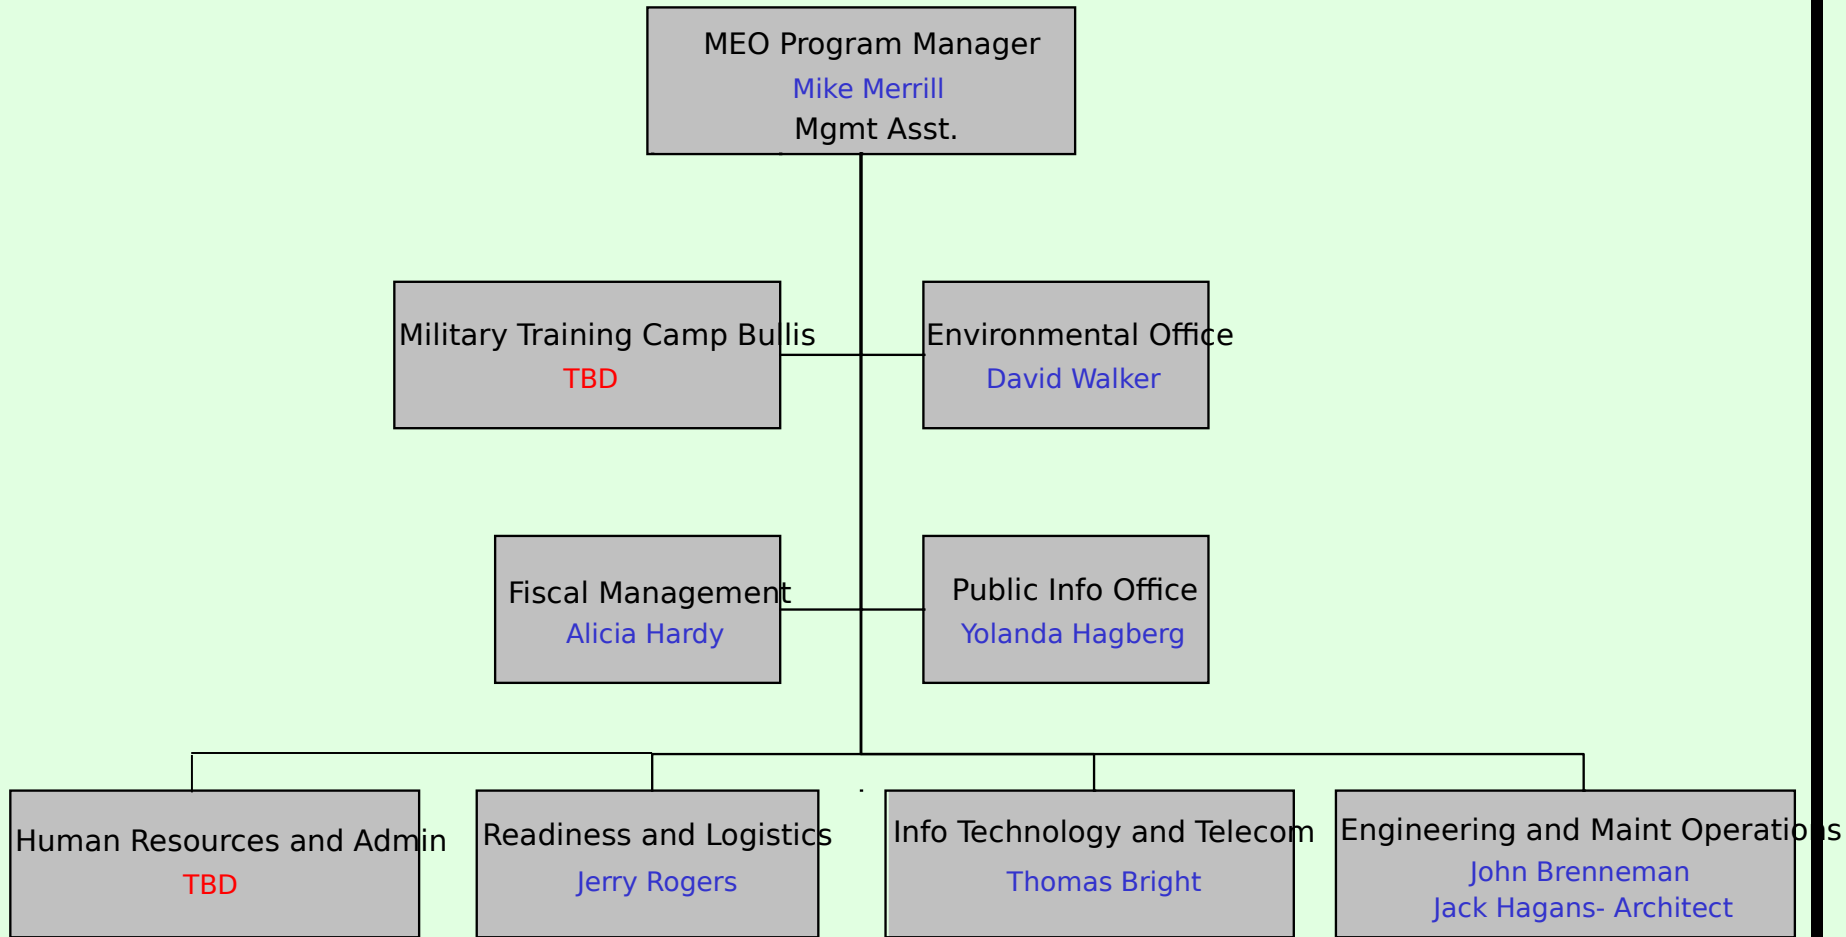 MEO Program Manager
Mike Merrill
Mgmt Asst.
Military Training Camp Bullis
TBD
Environmental Office
David Walker
Fiscal Management
Alicia Hardy
Public Info Office
Yolanda Hagberg
Human Resources and Admin
TBD
Readiness and Logistics
Jerry Rogers
Info Technology and Telecom
Thomas Bright
Engineering and Maint Operations
John Brenneman
Jack Hagans- Architect